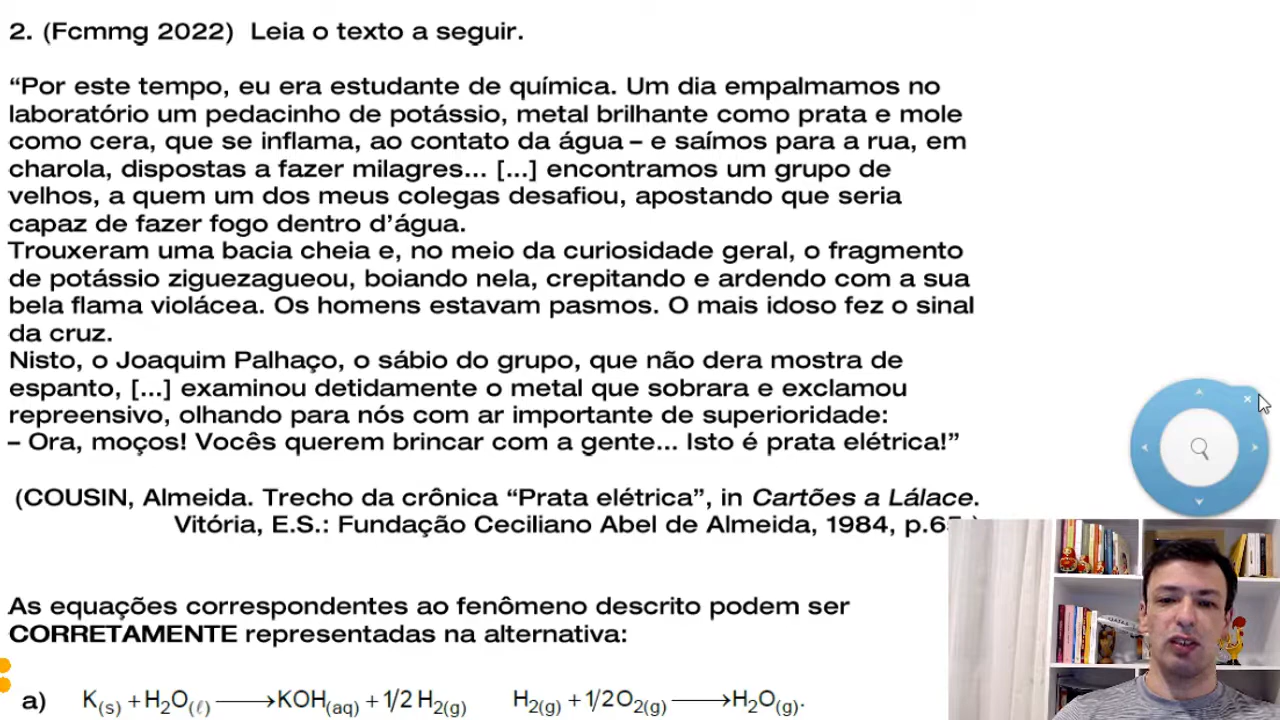 2. (Fcmmg 2022)  Leia o texto a seguir.
“Por este tempo, eu era estudante de química. Um dia empalmamos no
laboratório um pedacinho de potássio, metal brilhante como prata e mole
como cera, que se inflama, ao contato da água – e saímos para a rua, em
charola, dispostas a fazer milagres... [...] encontramos um grupo de
velhos, a quem um dos meus colegas desafiou, apostando que seria
capaz de fazer fogo dentro d’água.
Trouxeram uma bacia cheia e, no meio da curiosidade geral, o fragmento
de potássio ziguezagueou, boiando nela, crepitando e ardendo com a sua
bela flama violácea. Os homens estavam pasmos. O mais idoso fez o sinal
da cruz.
Nisto, o Joaquim Palhaço, o sábio do grupo, que não dera mostra de
espanto, [...] examinou detidamente o metal que sobrara e exclamou
repreensivo, olhando para nós com ar importante de superioridade:
– Ora, moços! Vocês querem brincar com a gente... Isto é prata elétrica!”
(COUSIN, Almeida. Trecho da crônica “Prata elétrica”, in Cartões a Lálace.
Vitória, E.S.: Fundação Ceciliano Abel de Almeida, 1984,
As equações correspondentes ao fenômeno descrito podem ser
CORRETAMENTE representadas na alternativa:
a) K(s) + H2O(ℓ) ⟶ KOH(aq) + 1/2 H2(g)   H2(g) + 1/2 O2(g) ⟶ H2O(g).